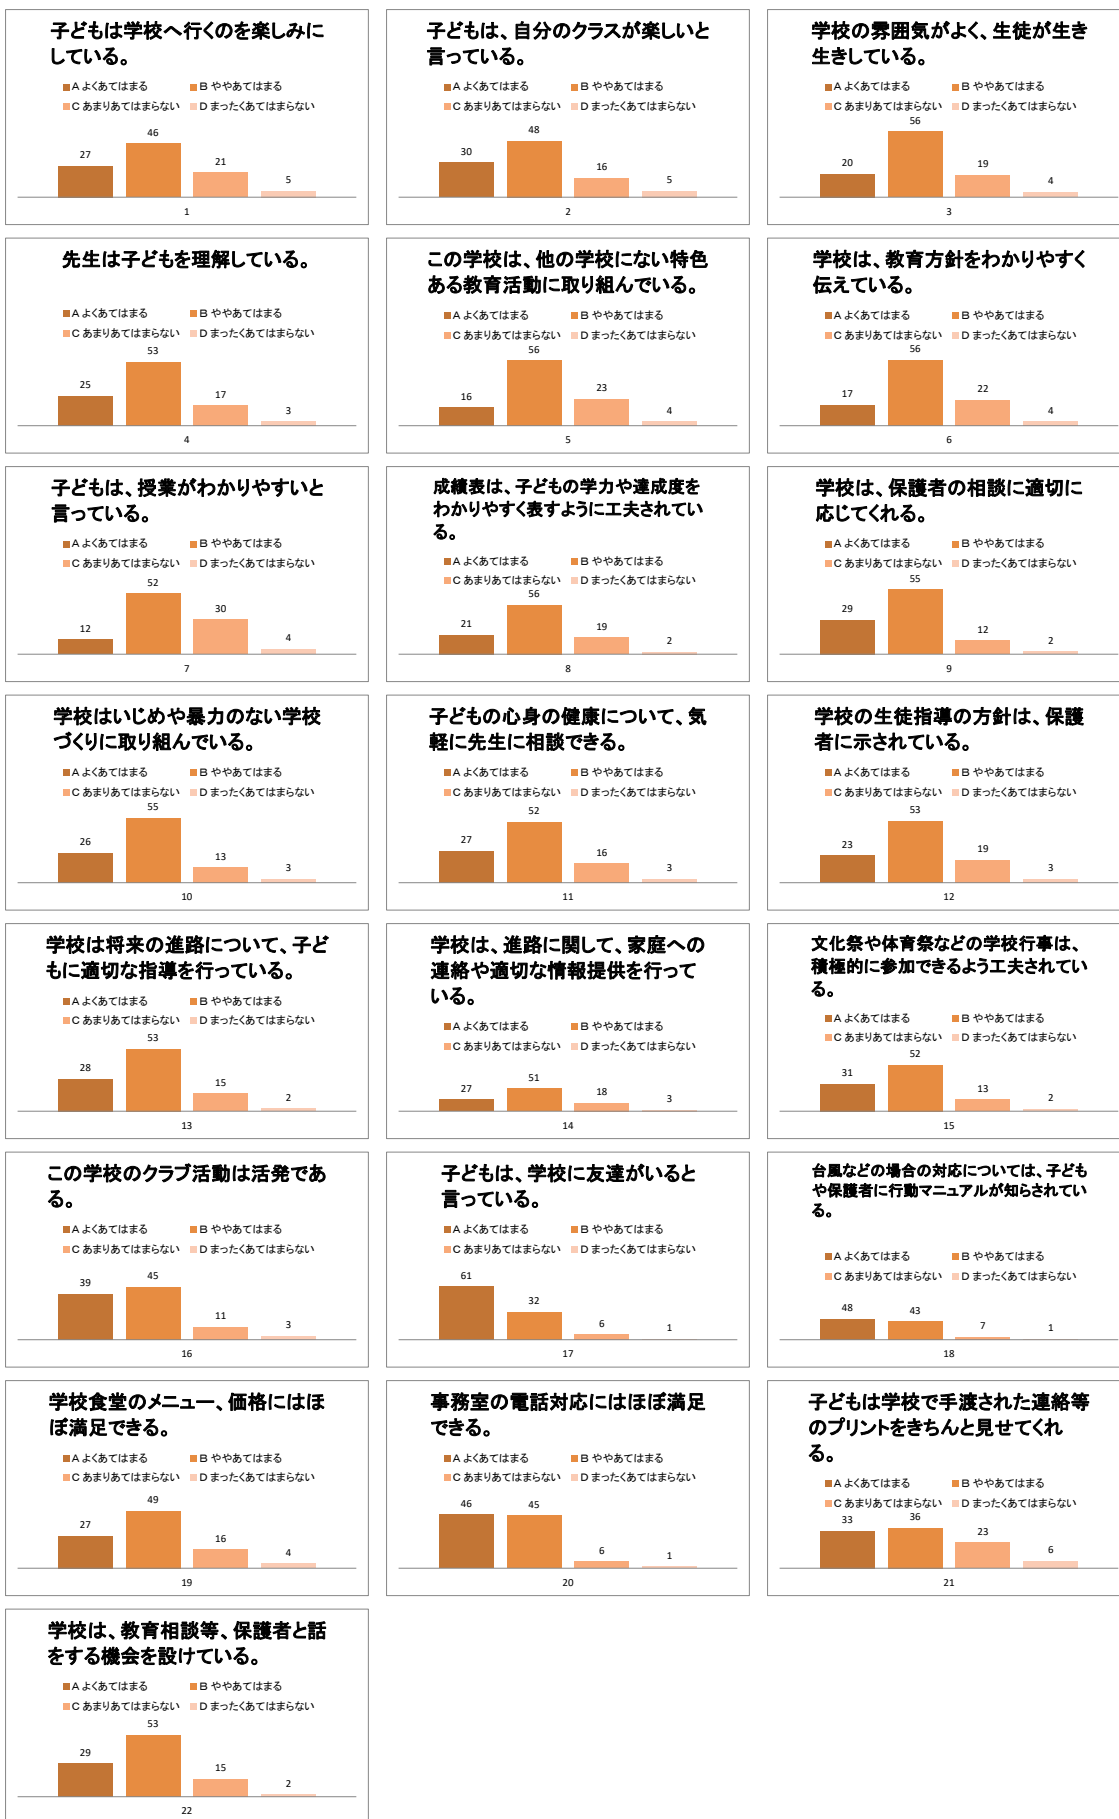 子どもは学校へ行くのを楽しみに
している。
A よくあてはまる B ややあてはまる
C あまりあてはまらない D まったくあてはまらない
27 46 21 5
1
子どもは、自分のクラスが楽しいと
言っている。
A よくあてはまる B ややあてはまる
C あまりあてはまらない D まったくあてはまらない
30 48 16 5
2
学校の雰囲気がよく、生徒が生き
生きしている。
A よくあてはまる B ややあてはまる
C あまりあてはまらない D まったくあてはまらない
20 56 19 4
3
先生は子どもを理解している。
A よくあてはまる B ややあてはまる
C あまりあてはまらない D まったくあてはまらない
25 53 17 3
4
この学校は、他の学校にない特色
ある教育活動に取り組んでいる。
A よくあてはまる B ややあてはまる
C あまりあてはまらない D まったくあてはまらない
16 56 23 4
5
学校は、教育方針をわかりやすく
伝えている。
A よくあてはまる B ややあてはまる
C あまりあてはまらない D まったくあてはまらない
17 56 22 4
6
子どもは、授業がわかりやすいと
言っている。
A よくあてはまる B ややあてはまる
C あまりあてはまらない D まったくあてはまらない
12 52 30 4
7
成績表は、子どもの学力や達成度を
わかりやすく表すように工夫されてい
る。
A よくあてはまる B ややあてはまる
C あまりあてはまらない D まったくあてはまらない
21 56 19 2
8
学校は、保護者の相談に適切に
応じてくれる。
A よくあてはまる B ややあてはまる
C あまりあてはまらない D まったくあてはまらない
29 55 12 2
9
学校はいじめや暴力のない学校
づくりに取り組んでいる。
A よくあてはまる B ややあてはまる
C あまりあてはまらない D まったくあてはまらない
26 55 13 3
10
子どもの心身の健康について、気
軽に先生に相談できる。
A よくあてはまる B ややあてはまる
C あまりあてはまらない D まったくあてはまらない
27 52 16 3
11
学校の生徒指導の方針は、保護
者に示されている。
A よくあてはまる B ややあてはまる
C あまりあてはまらない D まったくあてはまらない
23 53 19 3
12
学校は将来の進路について、子ど
もに適切な指導を行っている。
A よくあてはまる B ややあてはまる
C あまりあてはまらない D まったくあてはまらない
28 53 15 2
13
学校は、進路に関して、家庭への
連絡や適切な情報提供を行って
いる。
A よくあてはまる B ややあてはまる
C あまりあてはまらない D まったくあてはまらない
27 51 18 3
14
文化祭や体育祭などの学校行事は、
積極的に参加できるよう工夫されてい
る。
A よくあてはまる B ややあてはまる
C あまりあてはまらない D まったくあてはまらない
31 52 13 2
15
この学校のクラブ活動は活発であ
る。
A よくあてはまる B ややあてはまる
C あまりあてはまらない D まったくあてはまらない
39 45 11 3
16
子どもは、学校に友達がいると
言っている。
A よくあてはまる B ややあてはまる
C あまりあてはまらない D まったくあてはまらない
61 32 6 1
17
台風などの場合の対応については、子ども
や保護者に行動マニュアルが知らされてい
る。
A よくあてはまる B ややあてはまる
C あまりあてはまらない D まったくあてはまらない
48 43 7 1
18
学校食堂のメニュー、価格にはほ
ぼ満足できる。
A よくあてはまる B ややあてはまる
C あまりあてはまらない D まったくあてはまらない
27 49 16 4
19
事務室の電話対応にはほぼ満足
できる。
A よくあてはまる B ややあてはまる
C あまりあてはまらない D まったくあてはまらない
46 45 6 1
20
子どもは学校で手渡された連絡等
のプリントをきちんと見せてくれ
る。
A よくあてはまる B ややあてはまる
C あまりあてはまらない D まったくあてはまらない
33 36 23 6
21
学校は、教育相談等、保護者と話
をする機会を設けている。
A よくあてはまる B ややあてはまる
C あまりあてはまらない D まったくあてはまらない
29 53 15 2
22